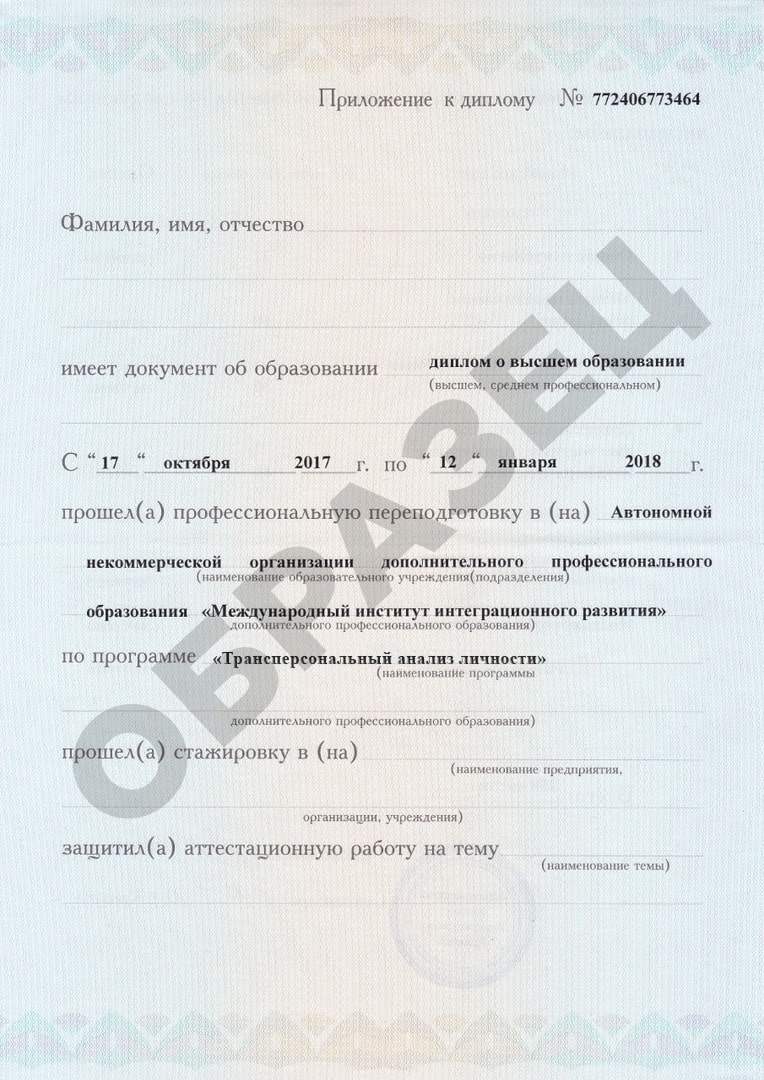 Приложение к диплому № 772406773464
Фамилия, имя, отчество
имеет документ об образовании диплом о высшем образовании
(высшем, среднем профессиональном)
С “ 17 “ октября 2017 г. по “ 12 “ января 2018 г.
прошел(а) профессиональную переподготовку в (на) Автономной
некоммерческой организации дополнительного профессионального
(наименование образовательного учреждения(подразделения)
образования «Международный институт интеграционного развития»
дополнительного профессионального образования)
по программе «Трансперсональный анализ личности»
(наименование программы
дополнительного профессионального образования)
прошел(а) стажировку в (на)
(наименование предприятия,
организации, учреждения)
защитил(а) аттестационную работу на тему
(наименование темы)
ОБРАЗЕЦ